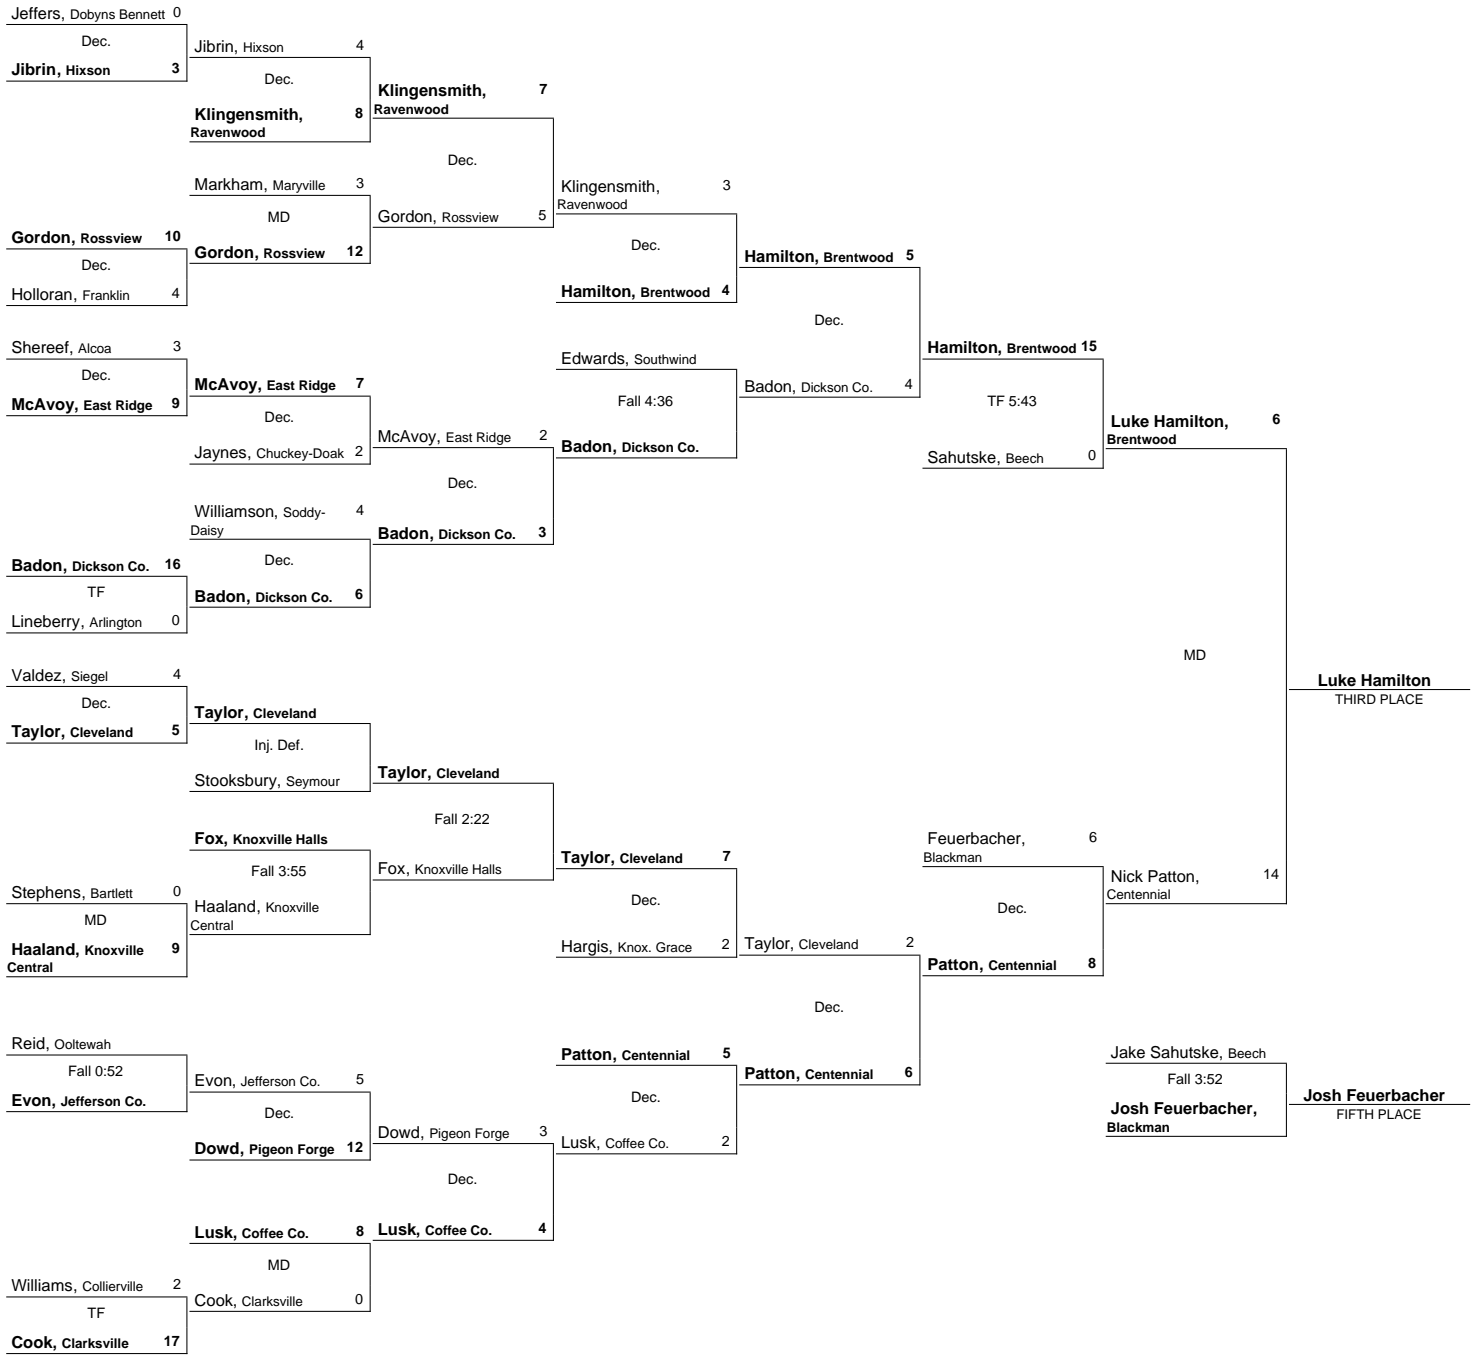 Jeffers, Dobyns Bennett 0
Dec.
Jibrin, Hixson 3
Gordon, Rossview 10
Dec.
Holloran, Franklin 4
Shereef, Alcoa 3
Dec.
McAvoy, East Ridge 9
Badon, Dickson Co. 16
TF
Lineberry, Arlington 0
Valdez, Siegel 4
Dec.
Taylor, Cleveland 5
Stephens, Bartlett 0
MD
Haaland, Knoxville 9
Central
Reid, Ooltewah
Fall 0:52
Evon, Jefferson Co.
Williams, Collierville 2
TF
Cook, Clarksville 17
Jibrin, Hixson 4
Dec.
Klingensmith, 8
Ravenwood
Markham, Maryville 3
MD
Gordon, Rossview 12
McAvoy, East Ridge 7
Dec.
Jaynes, Chuckey-Doak 2
Williamson, Soddy- 4
Daisy
Dec.
Badon, Dickson Co. 6
Taylor, Cleveland
Inj. Def.
Stooksbury, Seymour
Fox, Knoxville Halls
Fall 3:55
Haaland, Knoxville
Central
Evon, Jefferson Co. 5
Dec.
Dowd, Pigeon Forge 12
Lusk, Coffee Co. 8
MD
Cook, Clarksville 0
Klingensmith, 7
Ravenwood
Dec.
Gordon, Rossview 5
McAvoy, East Ridge 2
Dec.
Badon, Dickson Co. 3
Taylor, Cleveland
Fall 2:22
Fox, Knoxville Halls
Dowd, Pigeon Forge 3
Dec.
Lusk, Coffee Co. 4
Klingensmith, 3
Ravenwood
Dec.
Hamilton, Brentwood 4
Edwards, Southwind
Fall 4:36
Badon, Dickson Co.
Taylor, Cleveland 7
Dec.
Hargis, Knox. Grace 2
Patton, Centennial 5
Dec.
Lusk, Coffee Co. 2
Hamilton, Brentwood 5
Dec.
Badon, Dickson Co. 4
Taylor, Cleveland 2
Dec.
Patton, Centennial 6
Hamilton, Brentwood 15
TF 5:43
Sahutske, Beech 0
Feuerbacher, 6
Blackman
Dec.
Patton, Centennial 8
Luke Hamilton, 6
Brentwood
MD
Nick Patton, 14
Centennial
Luke Hamilton
THIRD PLACE
Jake Sahutske, Beech
Fall 3:52
Josh Feuerbacher,
Blackman
Josh Feuerbacher
FIFTH PLACE